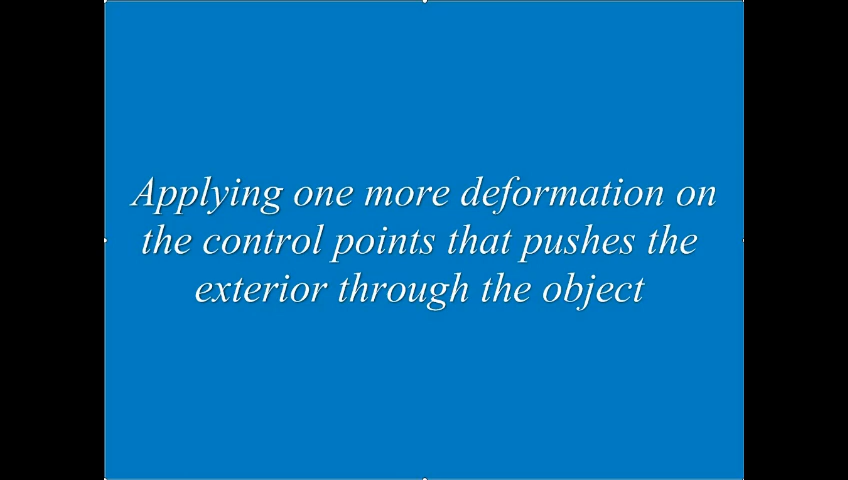 Applying one more deformation on
the control points that pushes the
exterior through the object